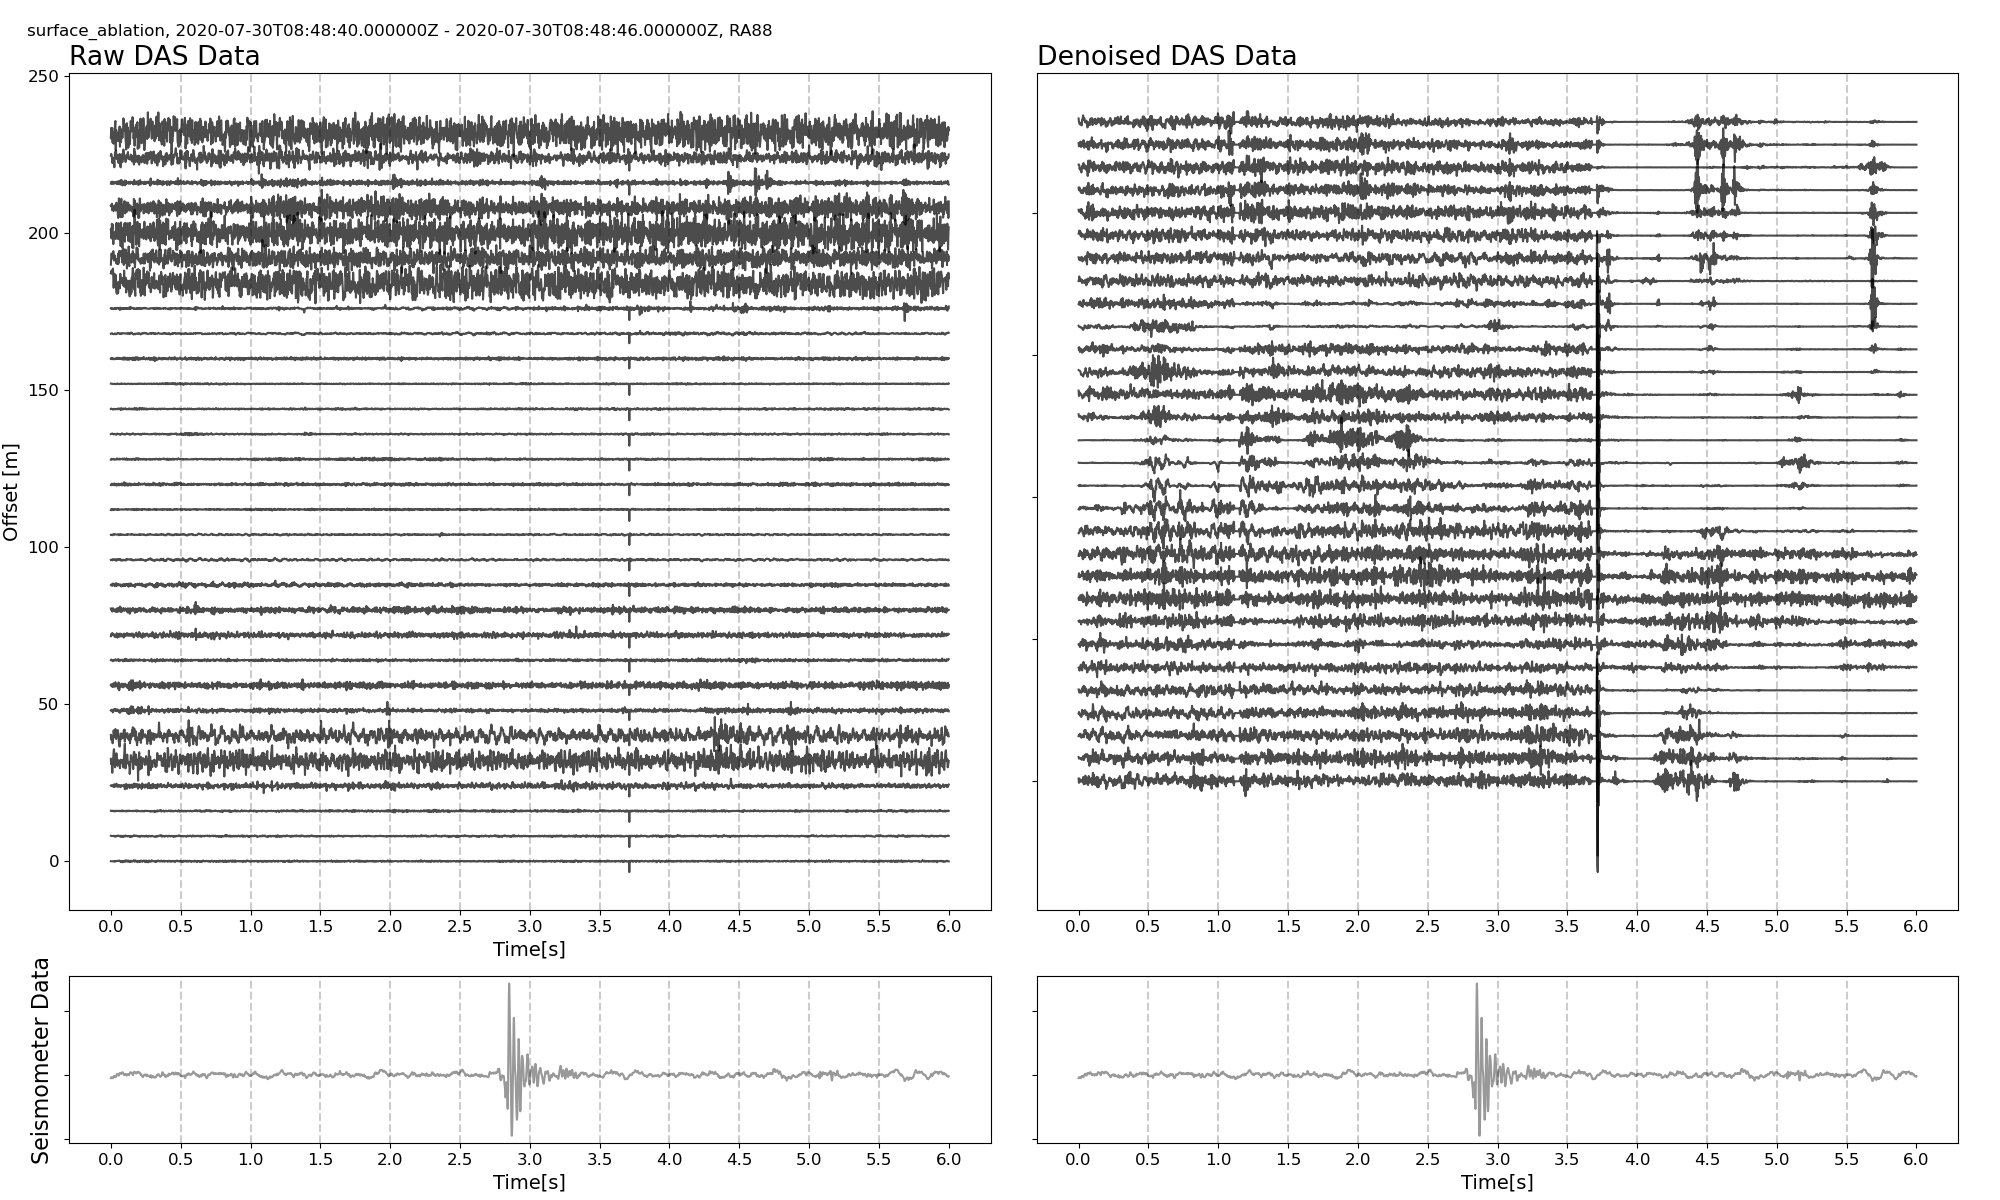 surface_ablation, 2020-07-30T08:48:40.000000Z - 2020-07-30T08:48:46.000000Z, RA88
Raw DAS Data
Denoised DAS Data
250
200
150
100
50
0
Offset [m]
0.0 0.5 1.0 1.5 2.0 2.5 3.0 3.5 4.0 4.5 5.0 5.5 6.0
Time[s]
0.0 0.5 1.0 1.5 2.0 2.5 3.0 3.5 4.0 4.5 5.0 5.5 6.0
Seismometer Data
0.0 0.5 1.0 1.5 2.0 2.5 3.0 3.5 4.0 4.5 5.0 5.5 6.0
Time[s]
0.0 0.5 1.0 1.5 2.0 2.5 3.0 3.5 4.0 4.5 5.0 5.5 6.0
Time[s]